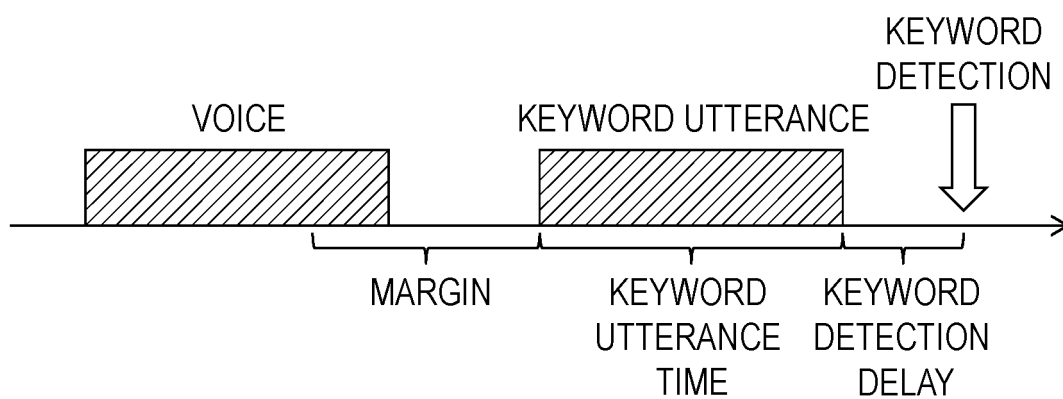 KEYWORD
DETECTION
VOICE
KEYWORD UTTERANCE
MARGIN
KEYWORD
UTTERANCE
TIME
KEYWORD
DETECTION
DELAY